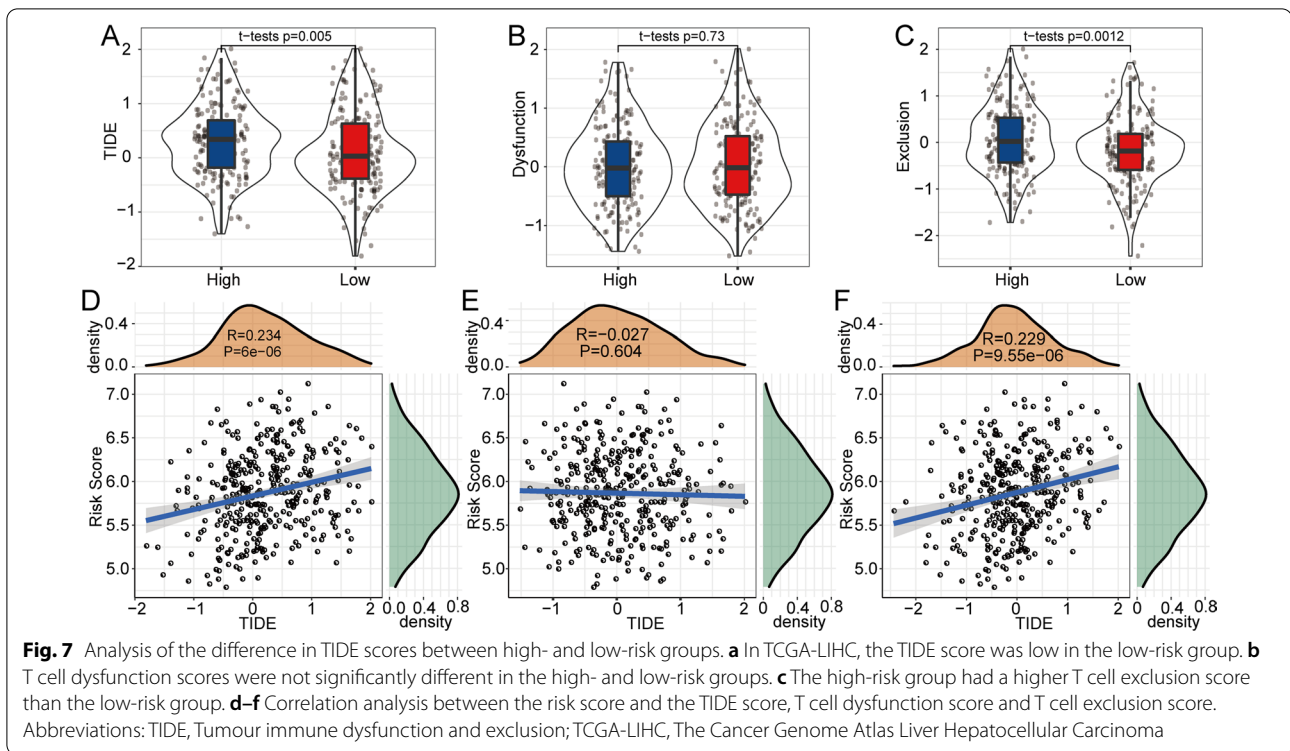 A
t-tests p=0.005
TIDE
2
1
0
−1
−2
High
Low
B
t-tests p=0.73
Dysfunction
2
1
0
−1
High
Low
C
t-tests p=0.0012
Exclusion
2
1
0
−1
−2
High
Low
D
density
0.4
0.0
R=0.234
P=6e−06
Risk Score
7.0
6.5
6.0
5.5
5.0
−2
−1
0
1
2
TIDE
0.0
0.4
0.8
density
E
density
0.4
0.0
R=−0.027
P=0.604
Risk Score
7.0
6.5
6.0
5.5
5.0
−1
0
1
2
TIDE
0
0.4
0.8
density
F
density
0.4
0.0
R=0.229
P=9.55e−06
Risk Score
7.0
6.5
6.0
5.5
5.0
−2
−1
0
1
2
TIDE
0
0.4
0.8
density
Fig. 7 Analysis of the difference in TIDE scores between high- and low-risk groups. a In TCGA-LIHC, the TIDE score was low in the low-risk group. b
T cell dysfunction scores were not significantly different in the high- and low-risk groups. c The high-risk group had a higher T cell exclusion score
than the low-risk group. d–f Correlation analysis between the risk score and the TIDE score, T cell dysfunction score and T cell exclusion score.
Abbreviations: TIDE, Tumour immune dysfunction and exclusion; TCGA-LIHC, The Cancer Genome Atlas Liver Hepatocellular Carcinoma